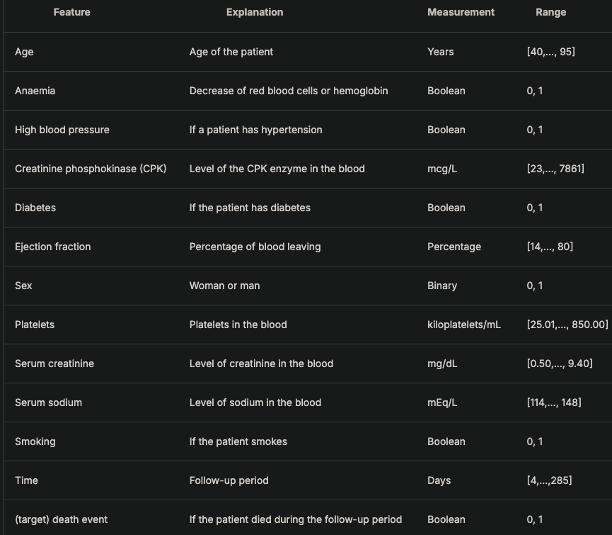 Feature Explanation Measurement Range
Age Age of the patient Years [40,..., 95]
Anaemia Decrease of red blood cells or hemoglobin Boolean 0, 1
High blood pressure If a patient has hypertension Boolean 0, 1
Creatinine phosphokinase (CPK) Level of the CPK enzyme in the blood mcg/L [23,..., 7861]
Diabetes If the patient has diabetes Boolean 0, 1
Ejection fraction Percentage of blood leaving Percentage [14,..., 80]
Sex Woman or man Binary 0, 1
Platelets Platelets in the blood kiloplatelets/mL [25.01,..., 850.00]
Serum creatinine Level of creatinine in the blood mg/dL [0.50,..., 9.40]
Serum sodium Level of sodium in the blood mEq/L [114,..., 148]
Smoking If the patient smokes Boolean 0, 1
Time Follow-up period Days [4,...,285]
(target) death event If the patient died during the follow-up period Boolean 0, 1